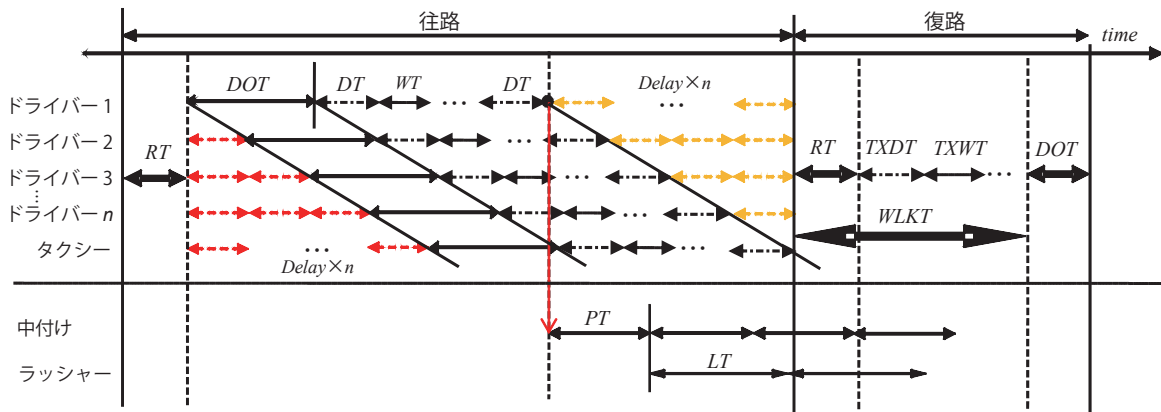 往路 復路 time
DOT DT WT ... DT Delay×n
ドライバー1 ...
ドライバー2 ...
RT RT TXDT TXWT ... DOT
ドライバー3 ...
⋮
ドライバーn ...
WLKT
タクシー ... ...
Delay×n
中付け PT
ラッシャー LT